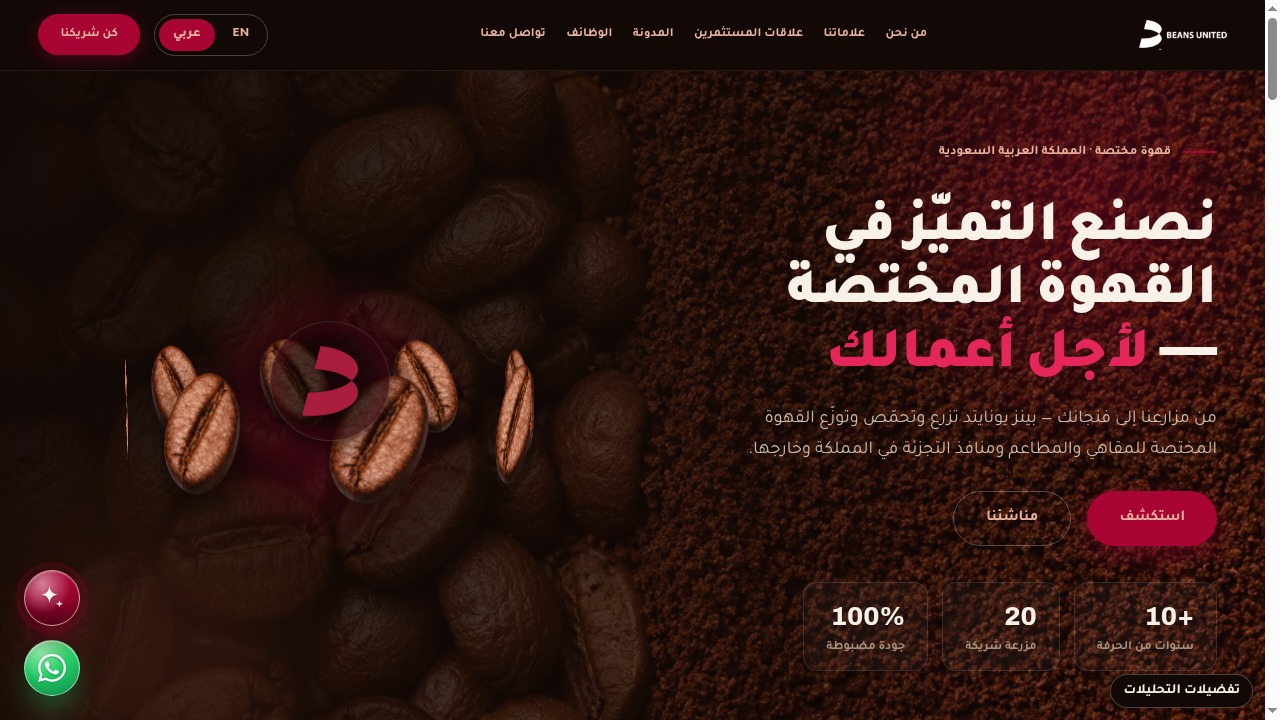 BEANS UNITED
من نحن
علاماتنا
علاقات المستثمرين
المدونة
الوظائف
تواصل معنا
EN
عربي
كن شريكنا
قهوة مختصة · المملكة العربية السعودية
نصنع التميّز في
القهوة المختصة
— لأجل أعمالك
من مزارعنا إلى فنجانك — بينز يونايتد تزرع وتحمّص وتوزّع القهوة
المختصة للمقاهي والمطاعم ومنافذ التجزئة في المملكة وخارجها.
استكشف
مناشئنا
10+
سنوات من الحرفة
20
مزرعة شريكة
100%
جودة مضبوطة
تفضيلات التحليلات